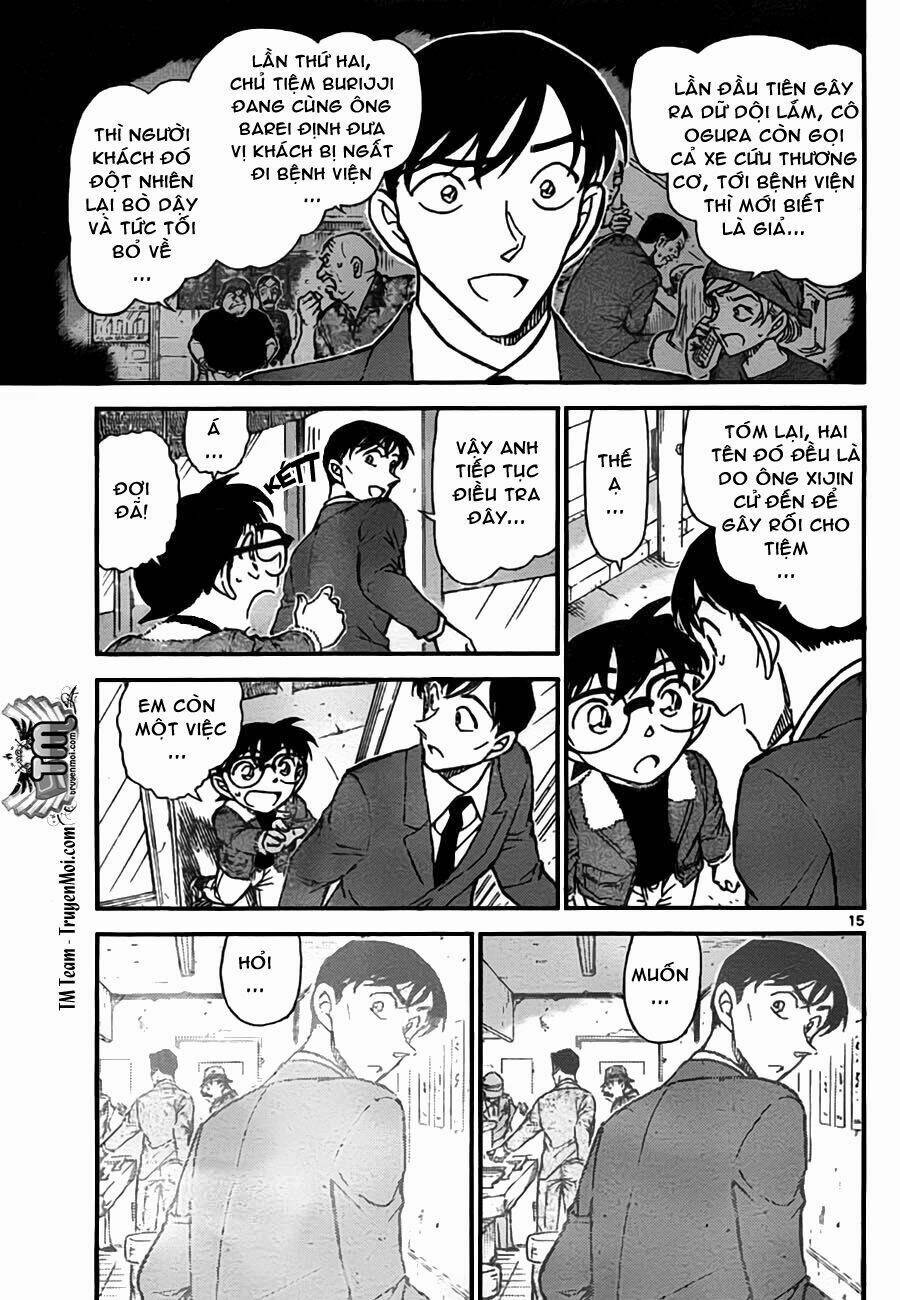 LẦN ĐẦU TIÊN GÂY
RA DỮ DỘI LẮM, CÔ
OGURA CÒN GỌI
CẢ XE CỨU THƯƠNG
CƠ, TỚI BỆNH VIỆN
THÌ MỚI BIẾT
LÀ GIẢ...
LẦN THỨ HAI,
CHỦ TIỆM BURIJJI
ĐANG CÙNG ÔNG
BAREI ĐỊNH ĐƯA
VỊ KHÁCH BỊ NGẤT
ĐI BỆNH VIỆN
...
THÌ NGƯỜI
KHÁCH ĐÓ
ĐỘT NHIÊN
LẠI BÒ DẬY
VÀ TỨC TỐI
BỎ VỀ
...
TÓM LẠI, HAI
TÊN ĐÓ ĐỀU LÀ
DO ÔNG XIJIN
CỬ ĐẾN ĐỂ
GÂY RỐI CHO
TIỆM
...
THẾ
Ạ
...
VẬY ANH
TIẾP TỤC
ĐIỀU TRA
ĐÂY...
KÉTT
Á
...
ĐỢI
ĐÃ!
EM CÒN
MỘT VIỆC
...
15
MUỐN
...
HỎI
...
TM
truyenmoi.com
TM Team - TruyenMoi.com